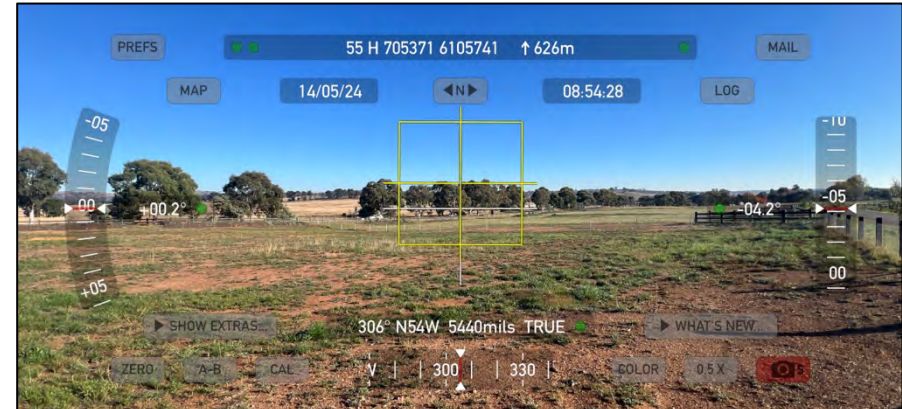 PREFS 55 H 705371 6105741 ↑ 626m MAIL
MAP 14/05/24 ◀N▶ 08:54:28 LOG
-05 -10
00 +00.2° -04.2° -05
+05 00
▶ SHOW EXTRAS... 306° N54W 5440mils TRUE ▶ WHAT'S NEW...
ZERO A-B CAL 300 330 COLOR 0.5 X